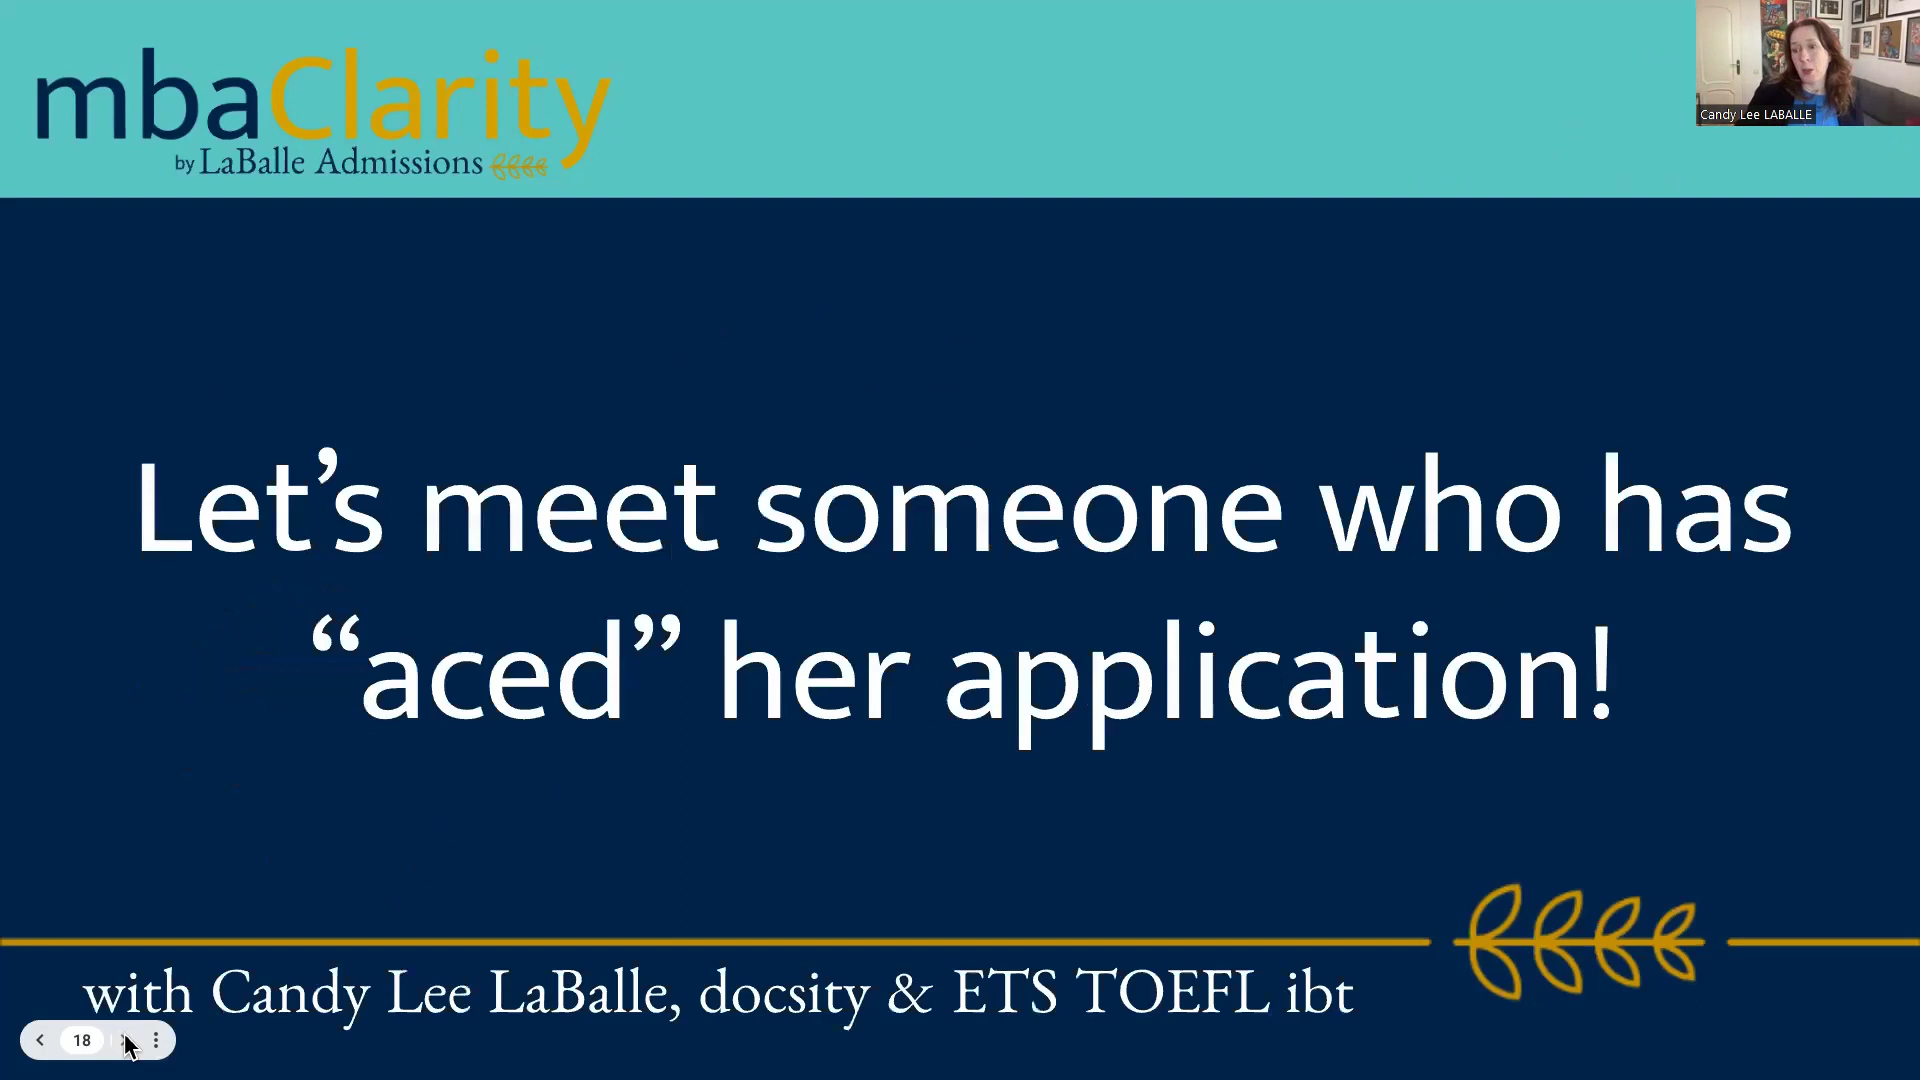 mbaClarity
by LaBalle Admissions
Candy Lee LABALLE
Let’s meet someone who has
“aced” her application!
with Candy Lee LaBalle, docsity & ETS TOEFL ibt
18